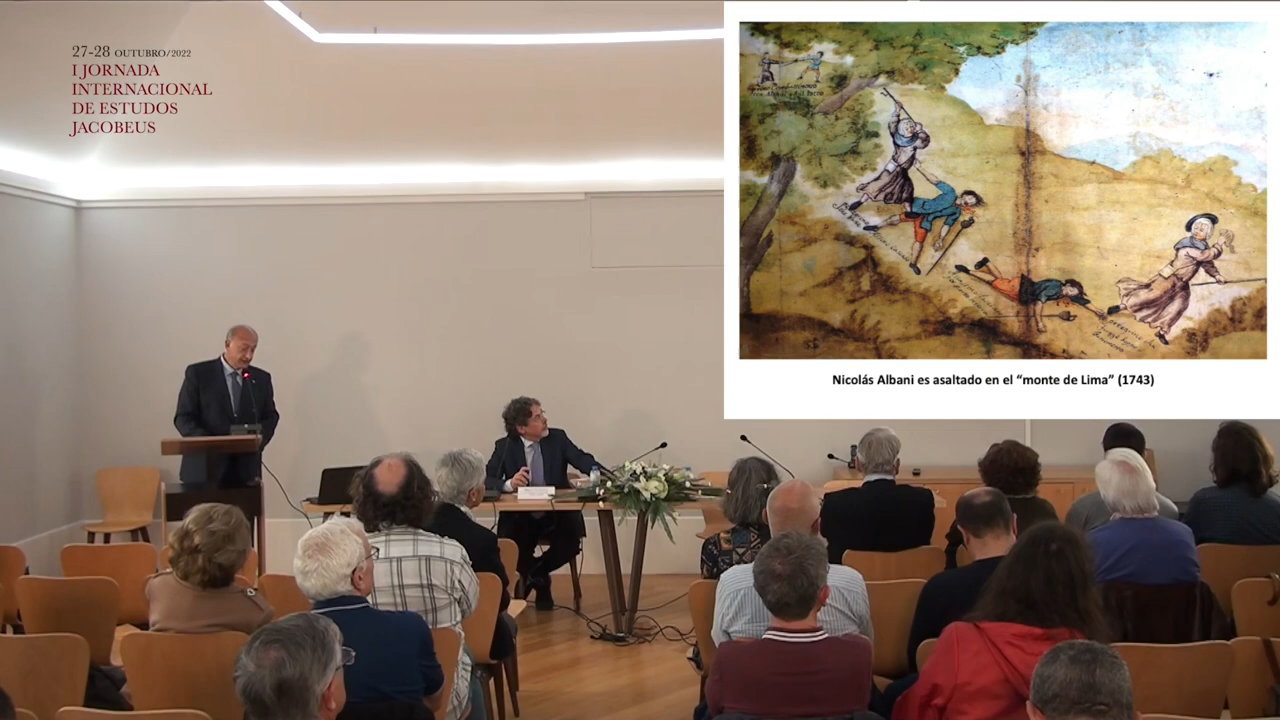 27-28 OUTUBRO/2022
I JORNADA
INTERNACIONAL
DE ESTUDOS
JACOBEUS
Nicolás Albani es asaltado en el “monte de Lima” (1743)